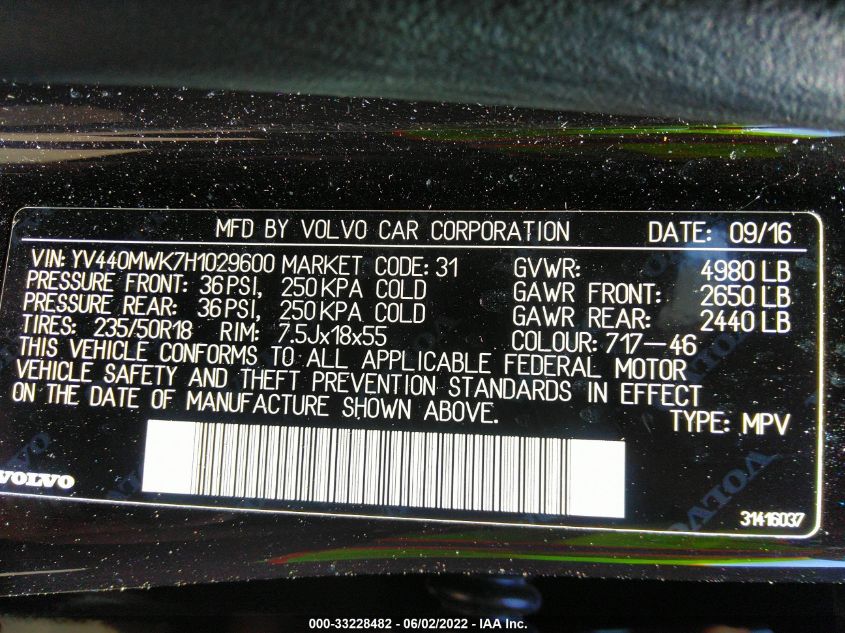 MFD BY VOLVO CAR CORPORATION DATE: 09/16
VIN: YV440MWK7H1029600 MARKET CODE: 31 GVWR: 4980 LB
PRESSURE FRONT: 36 PSI, 250 KPA COLD GAWR FRONT: 2650 LB
PRESSURE REAR: 36 PSI, 250 KPA COLD GAWR REAR: 2440 LB
TIRES: 235/50R18 RIM: 7.5Jx18x55 COLOUR: 717-46
THIS VEHICLE CONFORMS TO ALL APPLICABLE FEDERAL MOTOR
VEHICLE SAFETY AND THEFT PREVENTION STANDARDS IN EFFECT
ON THE DATE OF MANUFACTURE SHOWN ABOVE.
TYPE: MPV
VOLVO
VOLVO
31416037
000-33228482 - 06/02/2022 - IAA Inc.